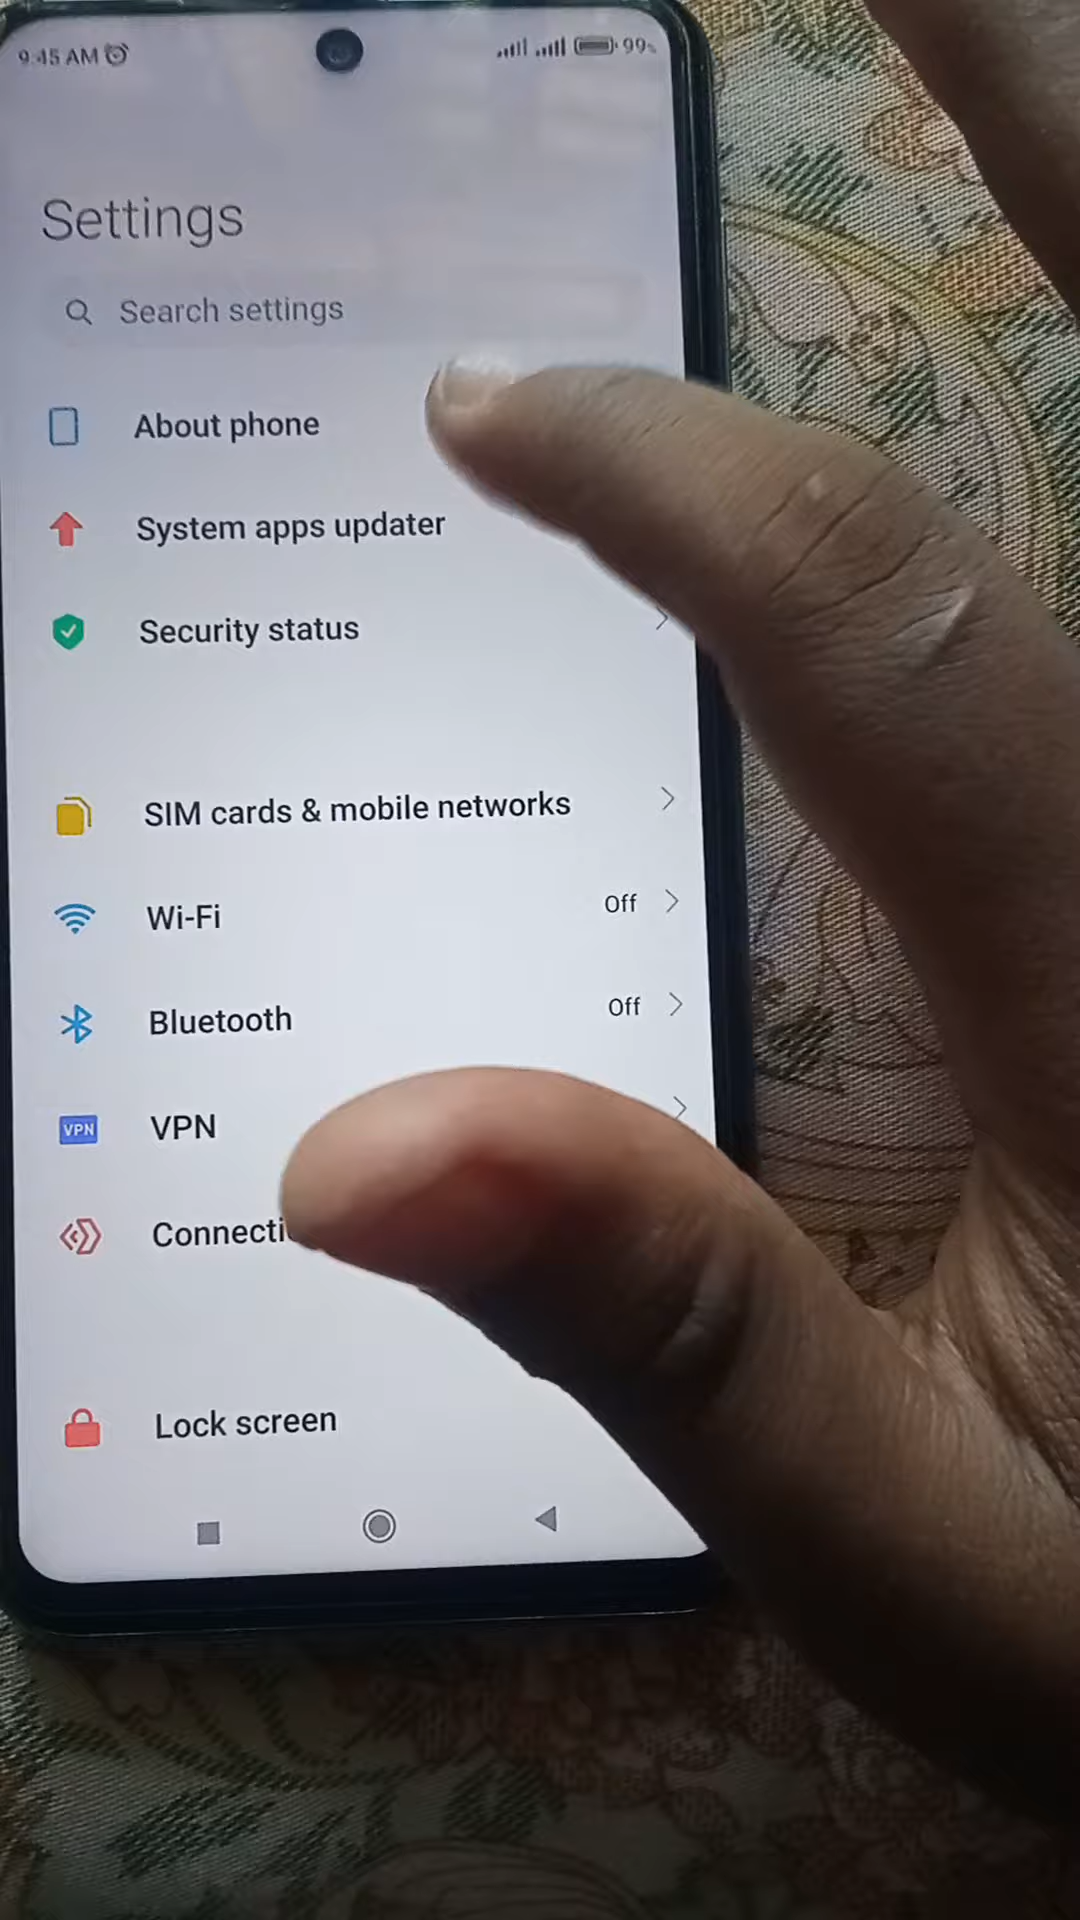 9:45 AM
99%
Settings
Search settings
About phone
System apps updater
Security status
SIM cards & mobile networks
Wi-Fi Off
Bluetooth Off
VPN VPN
Connecti
Lock screen